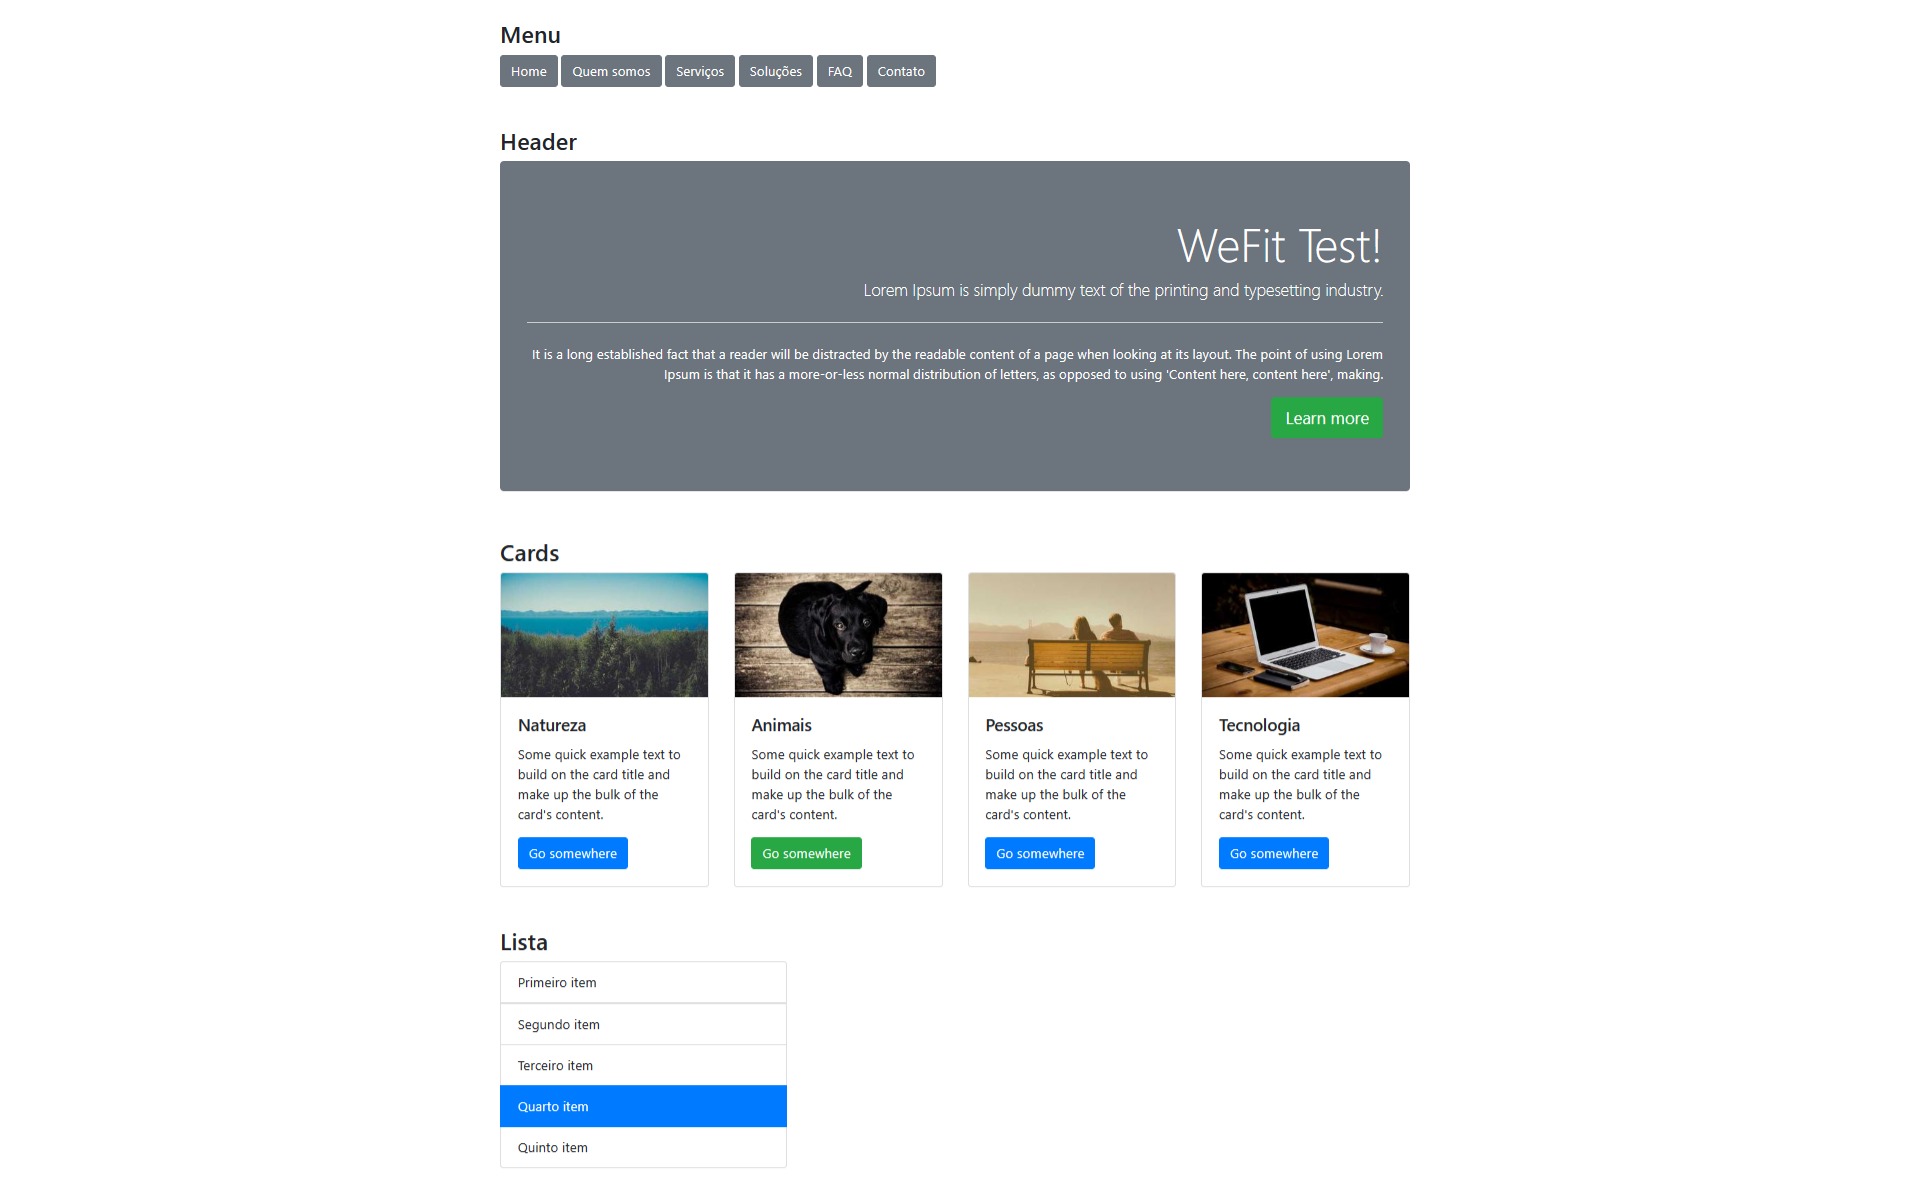 Menu
Home Quem somos Serviços Soluções FAQ Contato
Header
WeFit Test!
Lorem Ipsum is simply dummy text of the printing and typesetting industry.
It is a long established fact that a reader will be distracted by the readable content of a page when looking at its layout. The point of using Lorem
Ipsum is that it has a more-or-less normal distribution of letters, as opposed to using 'Content here, content here', making.
Learn more
Cards
Natureza
Some quick example text to
build on the card title and
make up the bulk of the
card's content.
Go somewhere
Animais
Some quick example text to
build on the card title and
make up the bulk of the
card's content.
Go somewhere
Pessoas
Some quick example text to
build on the card title and
make up the bulk of the
card's content.
Go somewhere
Tecnologia
Some quick example text to
build on the card title and
make up the bulk of the
card's content.
Go somewhere
Lista
Primeiro item
Segundo item
Terceiro item
Quarto item
Quinto item